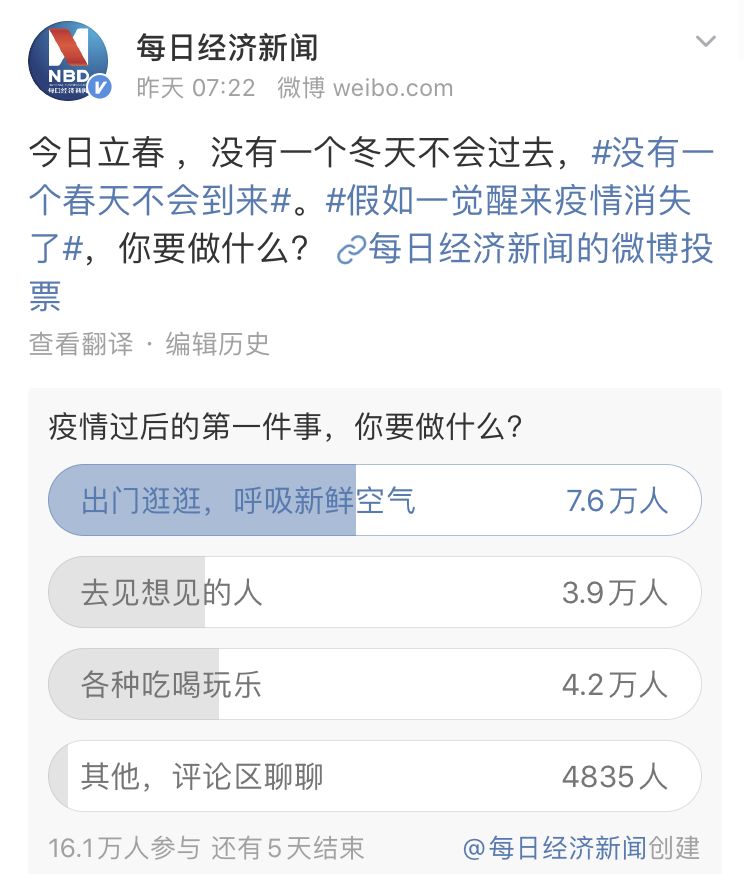 每日经济新闻
NBD
每日经济新闻
V
昨天 07:22 微博 weibo.com
今日立春 ，没有一个冬天不会过去，#没有一
个春天不会到来#。#假如一觉醒来疫情消失
了#，你要做什么? 每日经济新闻的微博投
票
查看翻译 · 编辑历史
疫情过后的第一件事，你要做什么?
出门逛逛，呼吸新鲜空气 7.6万人
去见想见的人 3.9万人
各种吃喝玩乐 4.2万人
其他，评论区聊聊 4835人
16.1万人参与 还有5天结束 @每日经济新闻创建